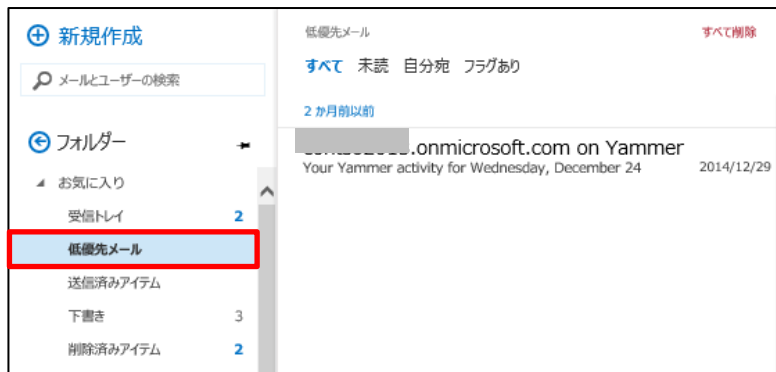 新規作成
メールとユーザーの検索
フォルダー
お気に入り
受信トレイ 2
低優先メール
送信済みアイテム
下書き 3
削除済みアイテム 2
低優先メール すべて削除
すべて 未読 自分宛 フラグあり
2 か月前以前
.onmicrosoft.com on Yammer
Your Yammer activity for Wednesday, December 24 2014/12/29